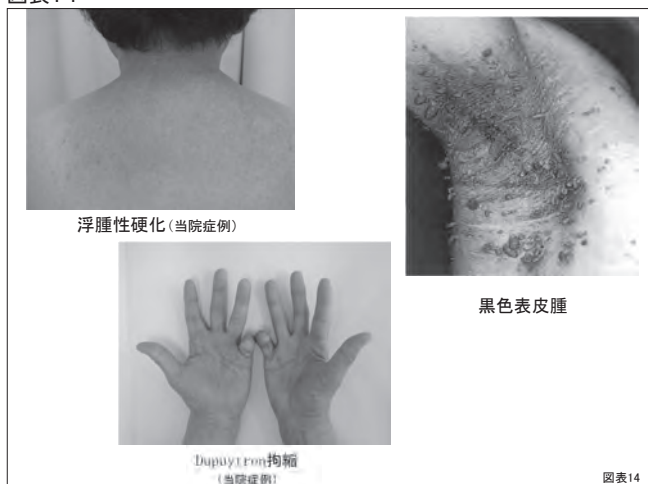 図表14
浮腫性硬化(当院症例)
黒色表皮腫
Dupuytren拘縮
(当院症例)
図表14